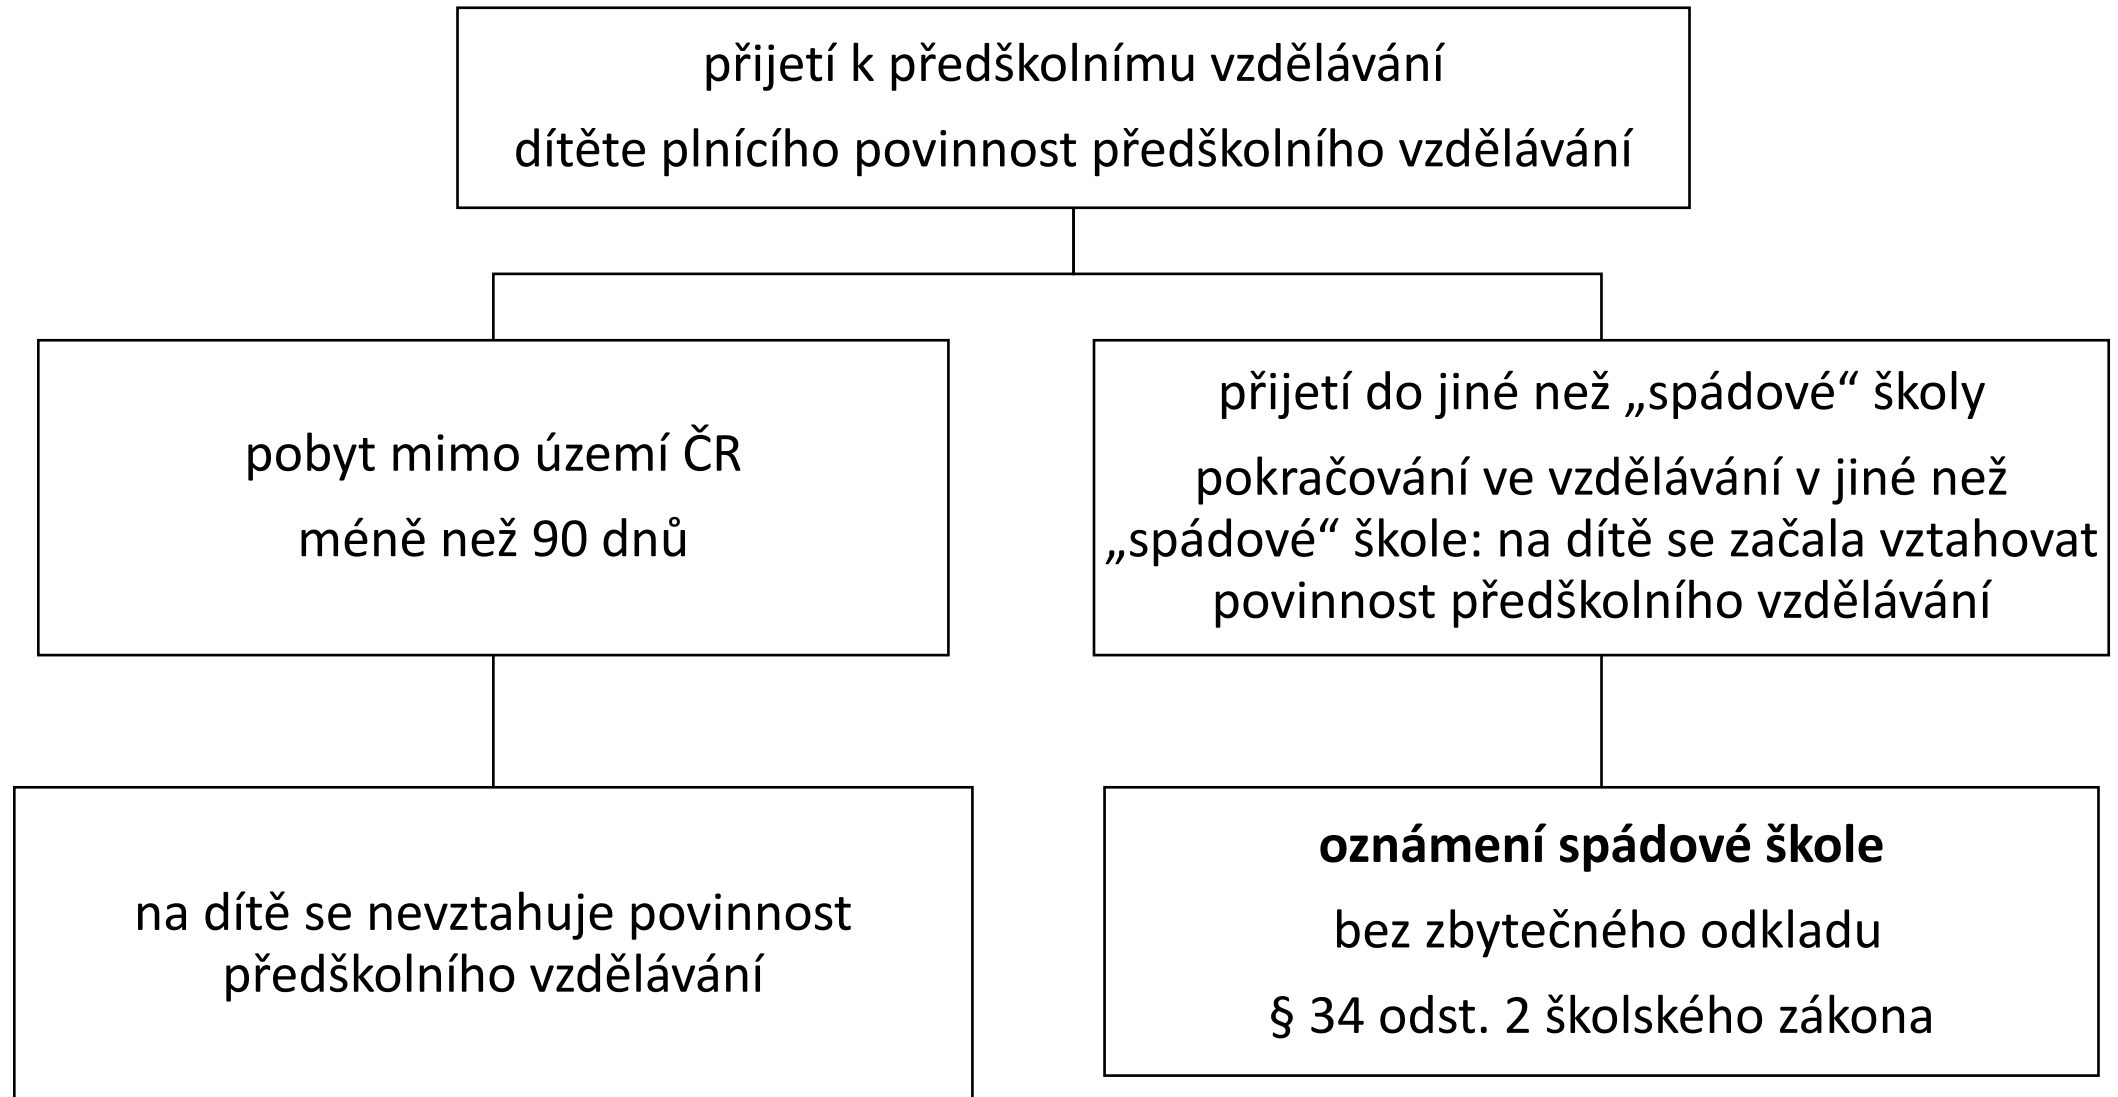 přijetí k předškolnímu vzdělávání
dítěte plnícího povinnost předškolního vzdělávání
pobyt mimo území ČR
méně než 90 dnů
přijetí do jiné než „spádové“ školy
pokračování ve vzdělávání v jiné než
„spádové“ škole: na dítě se začala vztahovat
povinnost předškolního vzdělávání
na dítě se nevztahuje povinnost
předškolního vzdělávání
oznámení spádové škole
bez zbytečného odkladu
§ 34 odst. 2 školského zákona